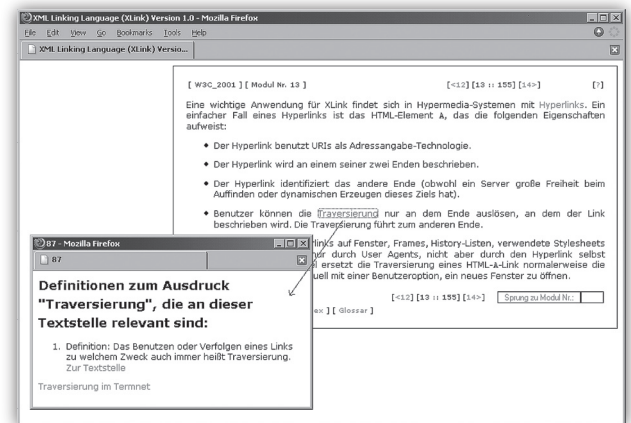 XML Linking Language (XLink) Version 1.0 - Mozilla Firefox
File Edit View Go Bookmarks Tools Help
XML Linking Language (XLink) Versio...
[ W3C_2001 ] [ Modul Nr. 13 ] [<12] [13 :: 155] [14>] [?]
Eine wichtige Anwendung für XLink findet sich in Hypermedia-Systemen mit Hyperlinks. Ein
einfacher Fall eines Hyperlinks ist das HTML-Element A, das die folgenden Eigenschaften
aufweist:
◆ Der Hyperlink benutzt URIs als Adressangabe-Technologie.
◆ Der Hyperlink wird an einem seiner zwei Enden beschrieben.
◆ Der Hyperlink identifiziert das andere Ende (obwohl ein Server große Freiheit beim
Auffinden oder dynamischen Erzeugen dieses Ziels hat).
◆ Benutzer können die Traversierung nur an dem Ende auslösen, an dem der Link
beschrieben wird. Die Traversierung führt zum anderen Ende.
rlinks auf Fenster, Frames, History-Listen, verwendete Stylesheets
nur durch User Agents, nicht aber durch den Hyperlink selbst
el ersetzt die Traversierung eines HTML-A-Link normalerweise die
uell mit einer Benutzeroption, ein neues Fenster zu öffnen.
[<12] [13 :: 155] [14>] Sprung zu Modul Nr.:
ex ] [ Glossar ]
87 - Mozilla Firefox
87
Definitionen zum Ausdruck
"Traversierung", die an dieser
Textstelle relevant sind:
1. Definition: Das Benutzen oder Verfolgen eines Links
zu welchem Zweck auch immer heißt Traversierung.
Zur Textstelle
Traversierung im Termnet